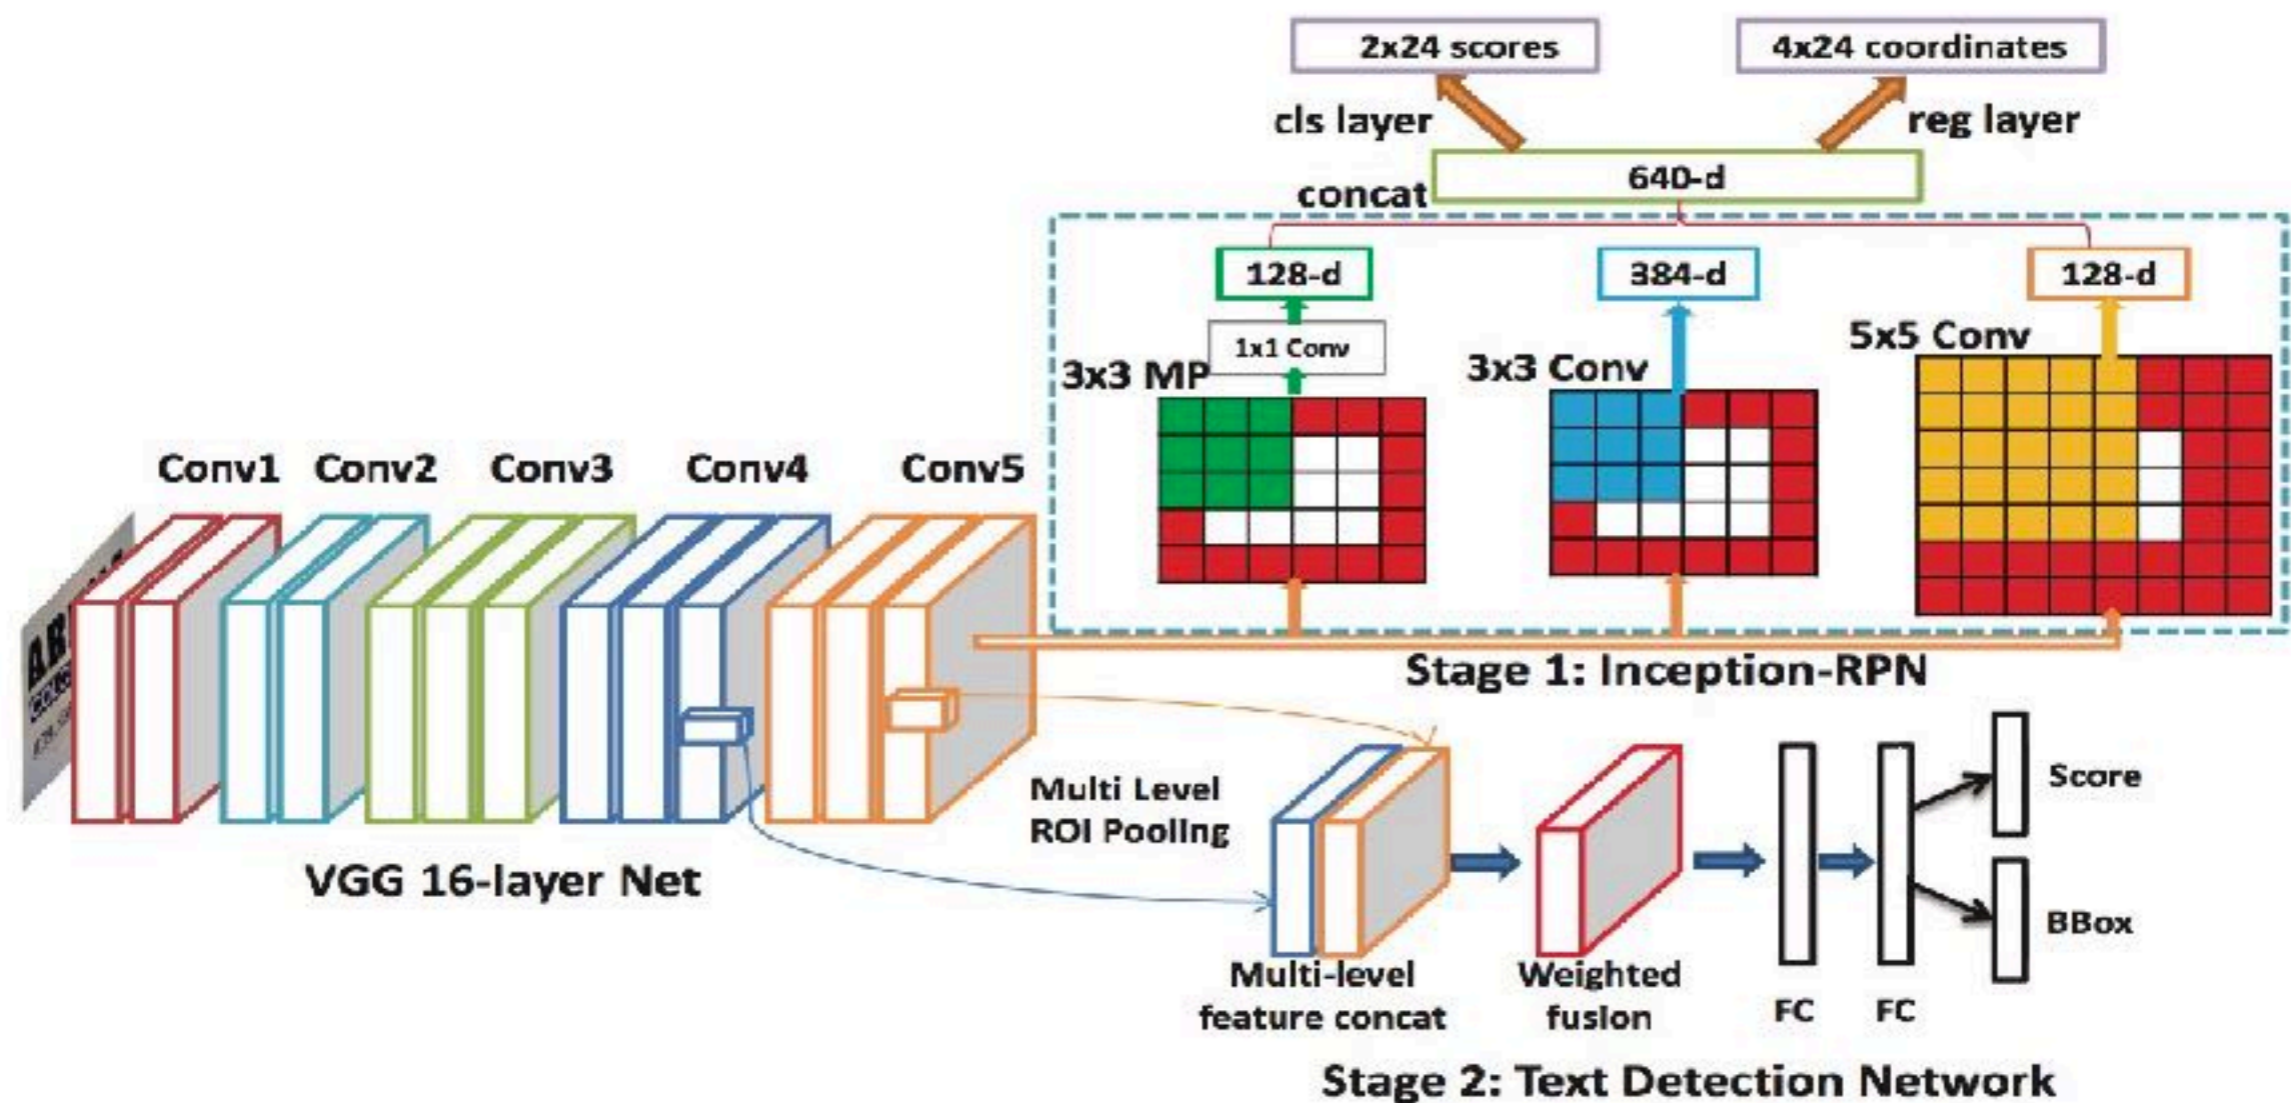 2x24 scores
4x24 coordinates
cls layer
reg layer
640-d
concat
128-d
384-d
128-d
1x1 Conv
3x3 MP
3x3 Conv
5x5 Conv
Conv1
Conv2
Conv3
Conv4
Conv5
Stage 1: Inception-RPN
VGG 16-layer Net
Multi Level
ROI Pooling
Score
BBox
Multi-level
feature concat
Weighted
fusion
FC
FC
Stage 2: Text Detection Network